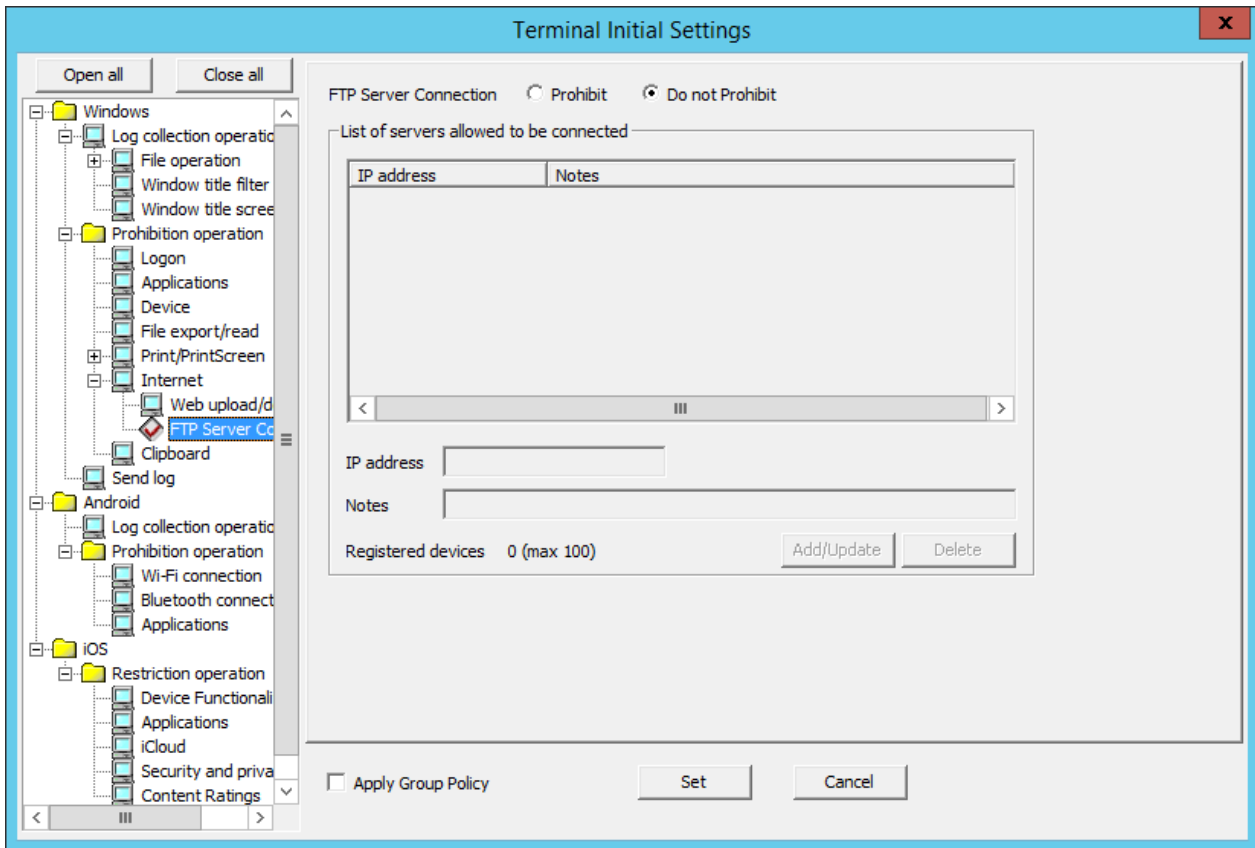 Terminal Initial Settings
x
Open all Close all
Windows
Log collection operatio
File operation
Window title filter
Window title scree
Prohibition operation
Logon
Applications
Device
File export/read
Print/PrintScreen
Internet
Web upload/d
FTP Server Co
Clipboard
Send log
Android
Log collection operatio
Prohibition operation
Wi-Fi connection
Bluetooth connect
Applications
iOS
Restriction operation
Device Functionali
Applications
iCloud
Security and priva
Content Ratings
FTP Server Connection Prohibit Do not Prohibit
List of servers allowed to be connected
IP address Notes
IP address
Notes
Registered devices 0 (max 100) Add/Update Delete
Apply Group Policy Set Cancel